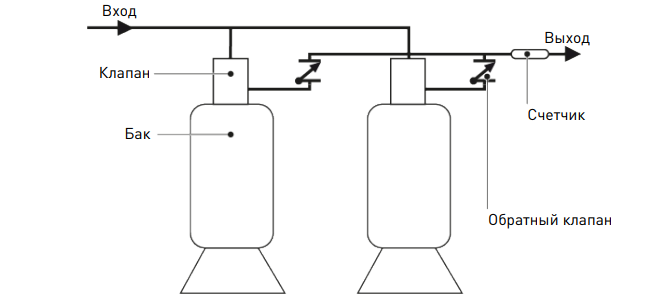 Вход
Выход
Клапан
Счетчик
Бак
Обратный клапан